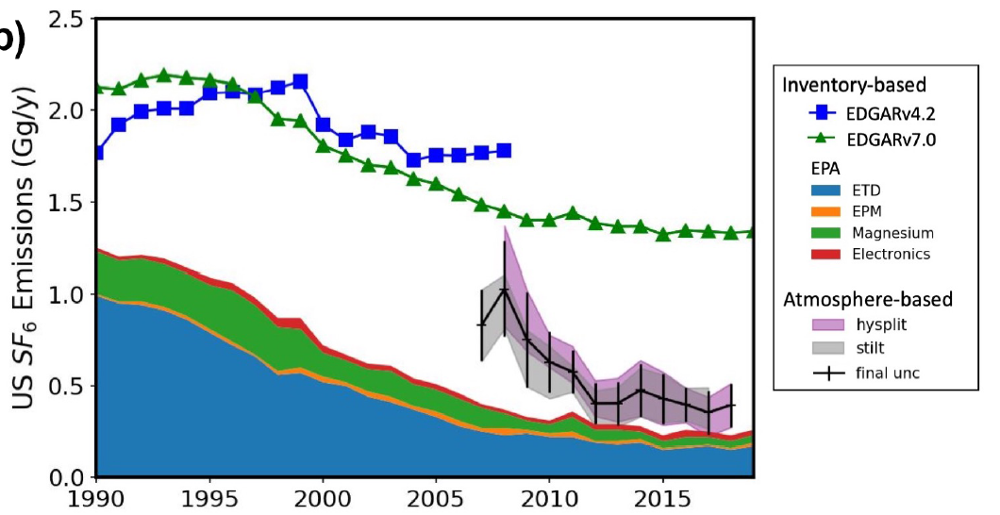 b)
2.5
2.0
1.5
1.0
0.5
0.0
US SF6 Emissions (Gg/y)
1990 1995 2000 2005 2010 2015
Inventory-based
EDGARv4.2
EDGARv7.0
EPA
ETD
EPM
Magnesium
Electronics
Atmosphere-based
hysplit
stilt
final unc